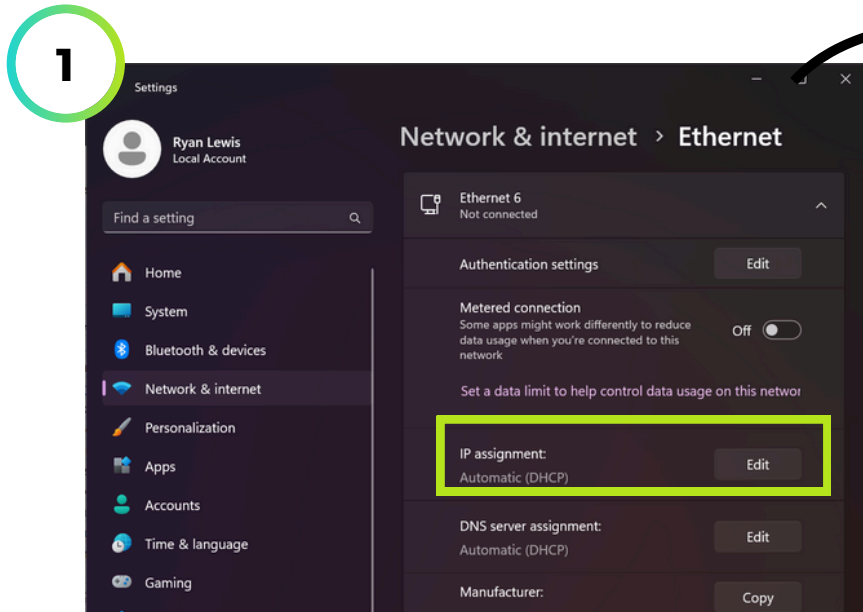 1
Settings
Ryan Lewis
Local Account
Find a setting
Home
System
Bluetooth & devices
Network & internet
Personalization
Apps
Accounts
Time & language
Gaming
Network & internet > Ethernet
Ethernet 6
Not connected
Authentication settings
Edit
Metered connection
Some apps might work differently to reduce
data usage when you're connected to this
network
Off
Set a data limit to help control data usage on this networ
IP assignment:
Automatic (DHCP)
Edit
DNS server assignment:
Automatic (DHCP)
Edit
Manufacturer:
Copy